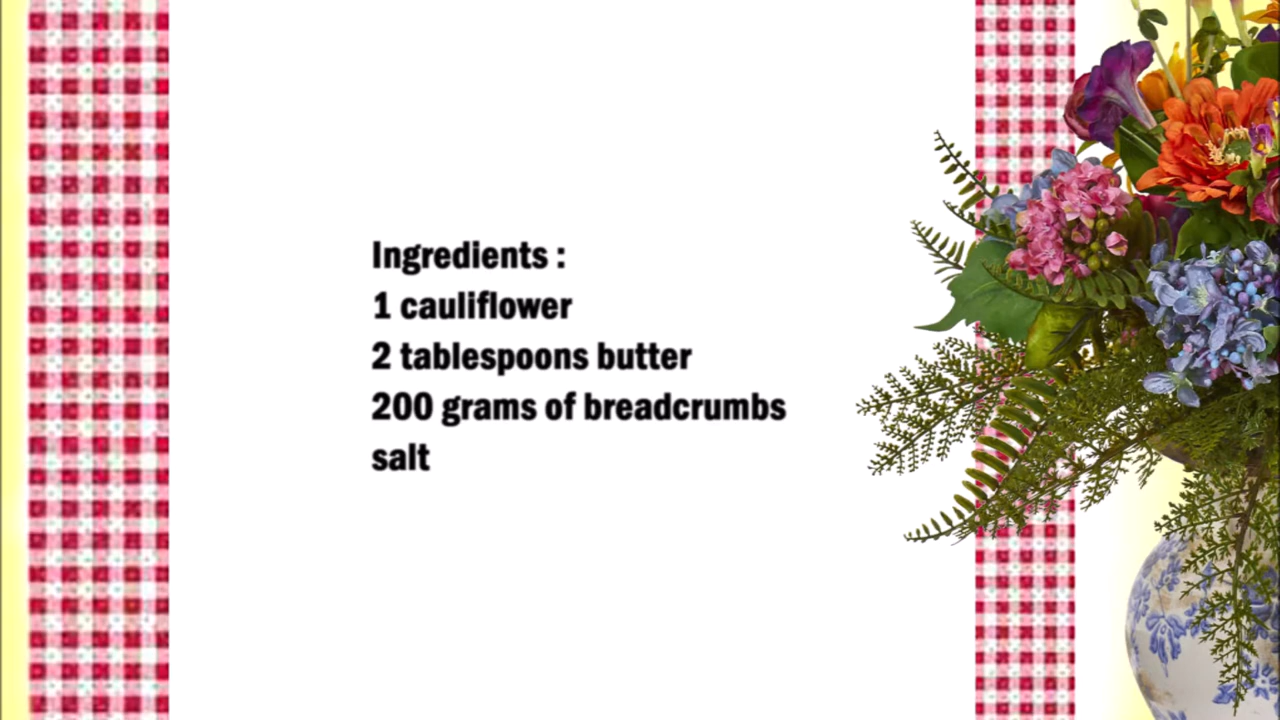 Ingredients :
1 cauliflower
2 tablespoons butter
200 grams of breadcrumbs
salt